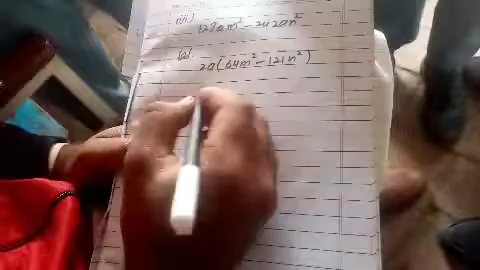 (iii)
128am² - 242an²
Sol.
2a(64m² - 121n²)